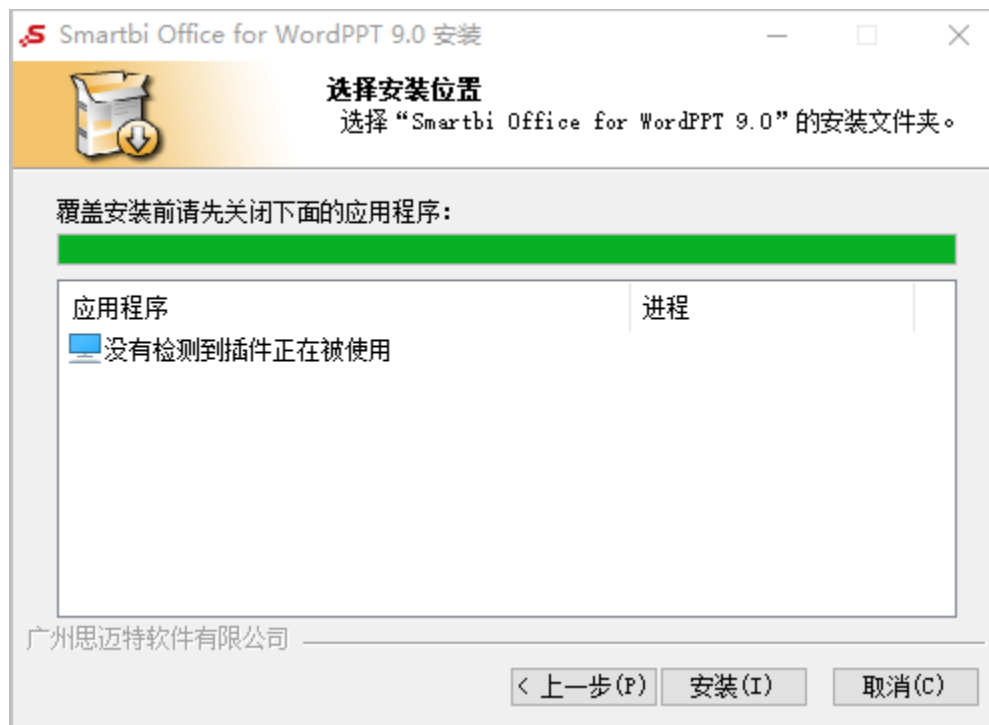 Smartbi Office for WordPPT 9.0 安装
选择安装位置
选择“Smartbi Office for WordPPT 9.0”的安装文件夹。
覆盖安装前请先关闭下面的应用程序:
应用程序 进程
没有检测到插件正在被使用
广州思迈特软件有限公司
< 上一步(P) 安装(I) 取消(C)